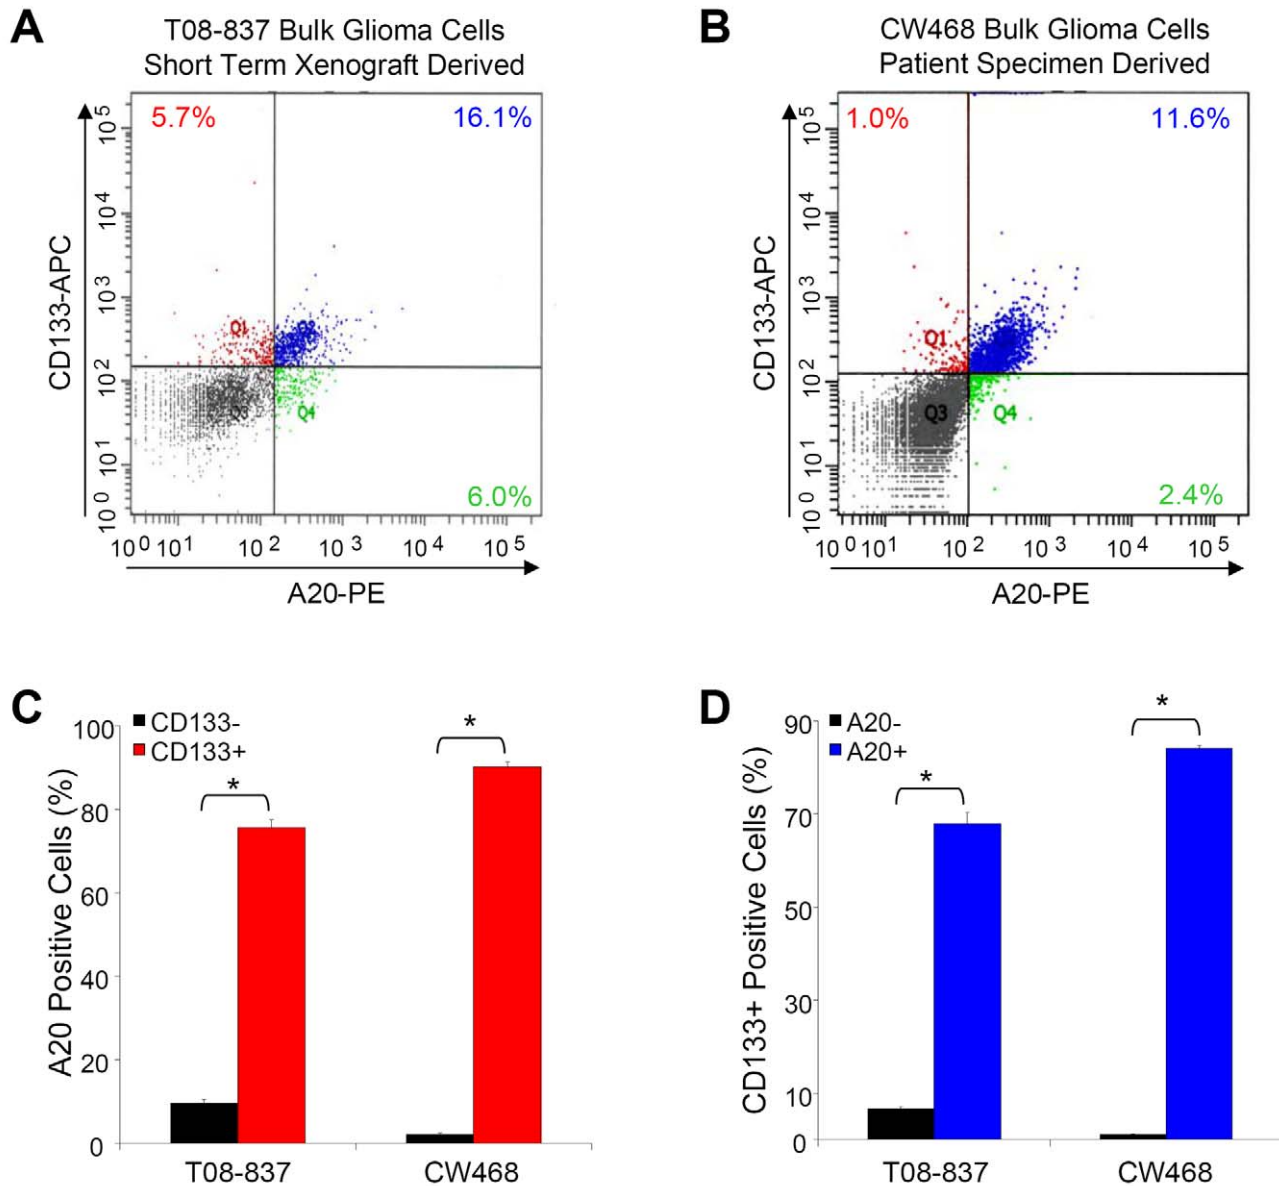 A
T08-837 Bulk Glioma Cells
Short Term Xenograft Derived
5.7%
16.1%
10^5
10^4
10^3
10^2
10^1
10^0
CD133-APC
Q1
Q3
Q4
6.0%
10^0 10^1 10^2 10^3 10^4 10^5
A20-PE
B
CW468 Bulk Glioma Cells
Patient Specimen Derived
1.0%
11.6%
10^5
10^4
10^3
10^2
10^1
10^0
CD133-APC
Q1
Q3
Q4
2.4%
10^0 10^1 10^2 10^3 10^4 10^5
A20-PE
C
CD133-
CD133+
A20 Positive Cells (%)
100
80
60
40
20
0
*
*
T08-837 CW468
D
A20-
A20+
CD133+ Positive Cells (%)
90
70
50
30
10
0
*
*
T08-837 CW468